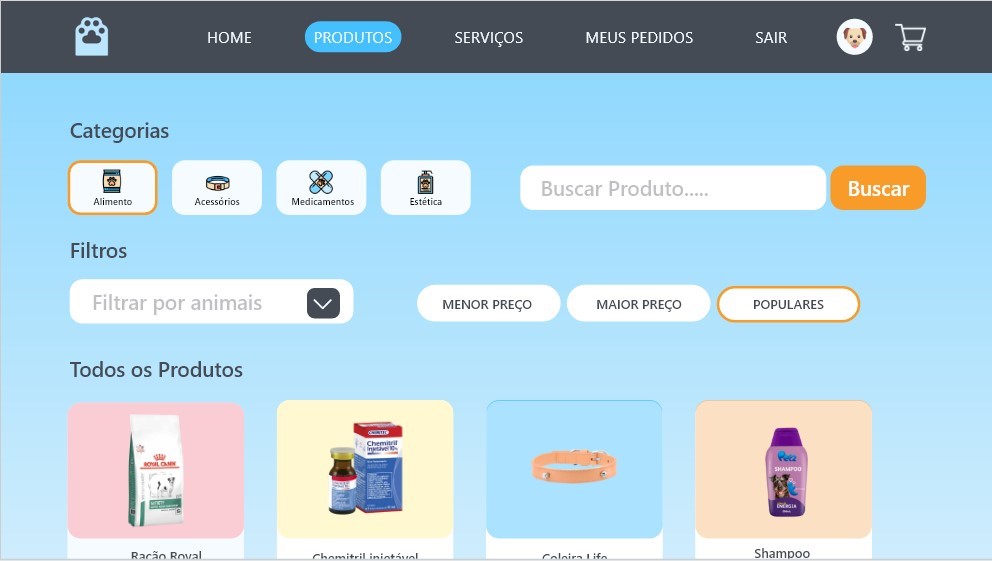 HOME PRODUTOS SERVIÇOS MEUS PEDIDOS SAIR
Categorias
Alimento Acessórios Medicamentos Estética
Buscar Produto..... Buscar
Filtros
Filtrar por animais
MENOR PREÇO MAIOR PREÇO POPULARES
Todos os Produtos
ROYAL CANIN
Chemitril
injetável 10%
Petz
SHAMPOO
ENERGIA
Ração Royal Chemitril injetável Coleira Life Shampoo